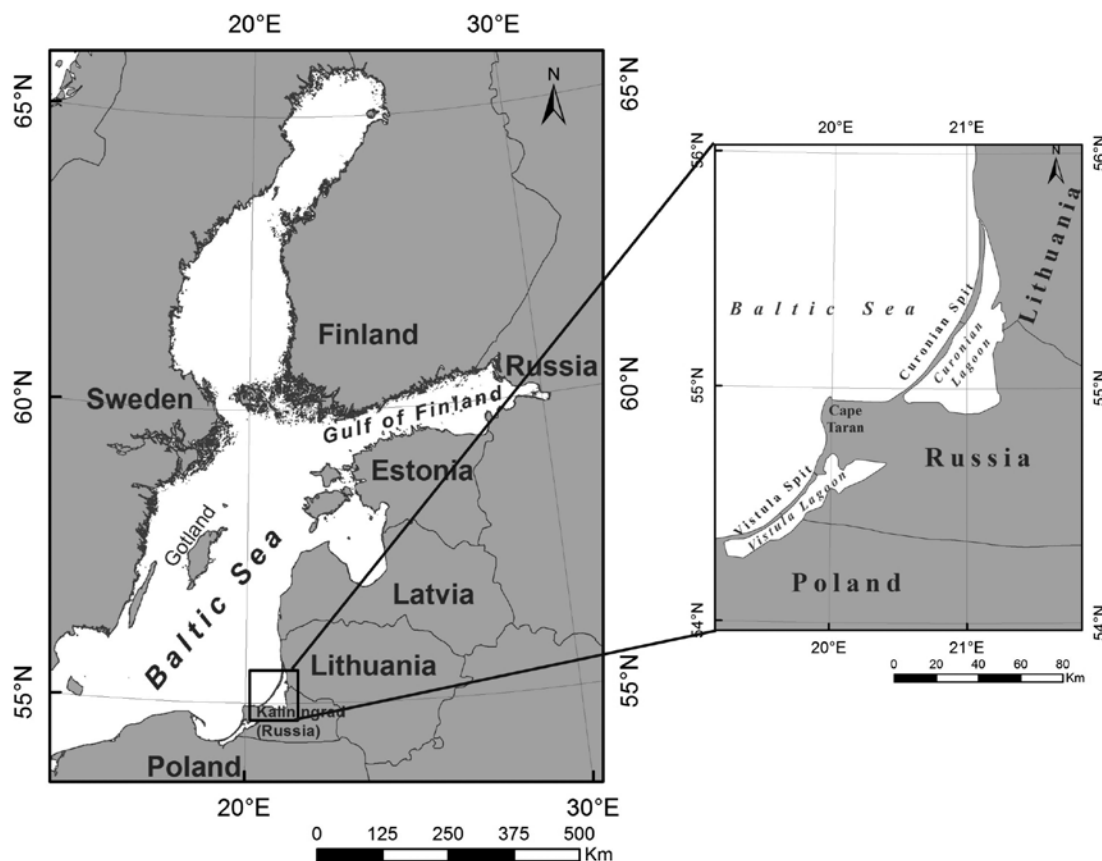 20°E
30°E
65°N
65°N
N
Finland
Russia
Sweden
60°N
60°N
Gulf of Finland
Estonia
Gotland
Baltic Sea
Latvia
Lithuania
55°N
55°N
Kaliningrad
(Russia)
Poland
20°E
30°E
0
125
250
375
500
Km
20°E
21°E
56°N
56°N
N
Lithuania
Baltic Sea
Curonian Spit
Curonian
Lagoon
55°N
55°N
Cape
Taran
Russia
Vistula Spit
Vistula Lagoon
Poland
54°N
54°N
20°E
21°E
0
20
40
60
80
Km